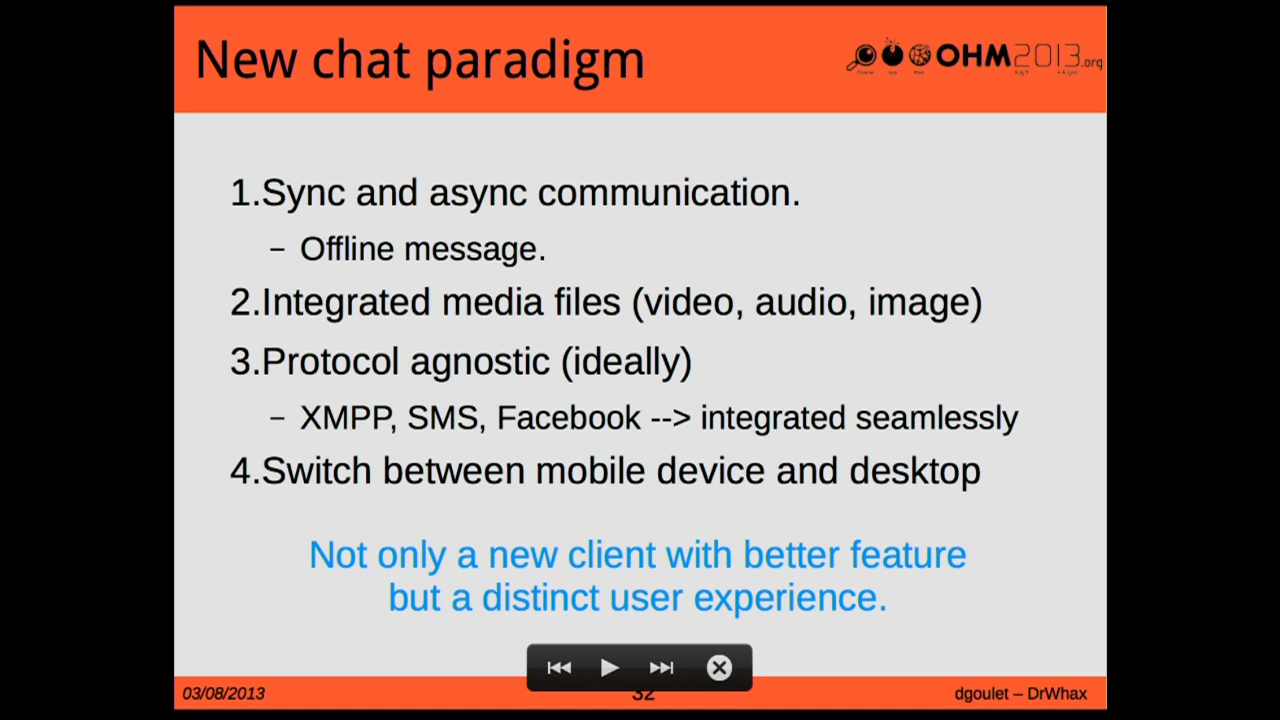 New chat paradigm
OHM2013.org
1.Sync and async communication.
– Offline message.
2.Integrated media files (video, audio, image)
3.Protocol agnostic (ideally)
– XMPP, SMS, Facebook --> integrated seamlessly
4.Switch between mobile device and desktop
Not only a new client with better feature
but a distinct user experience.
03/08/2013
32
dgoulet – DrWhax